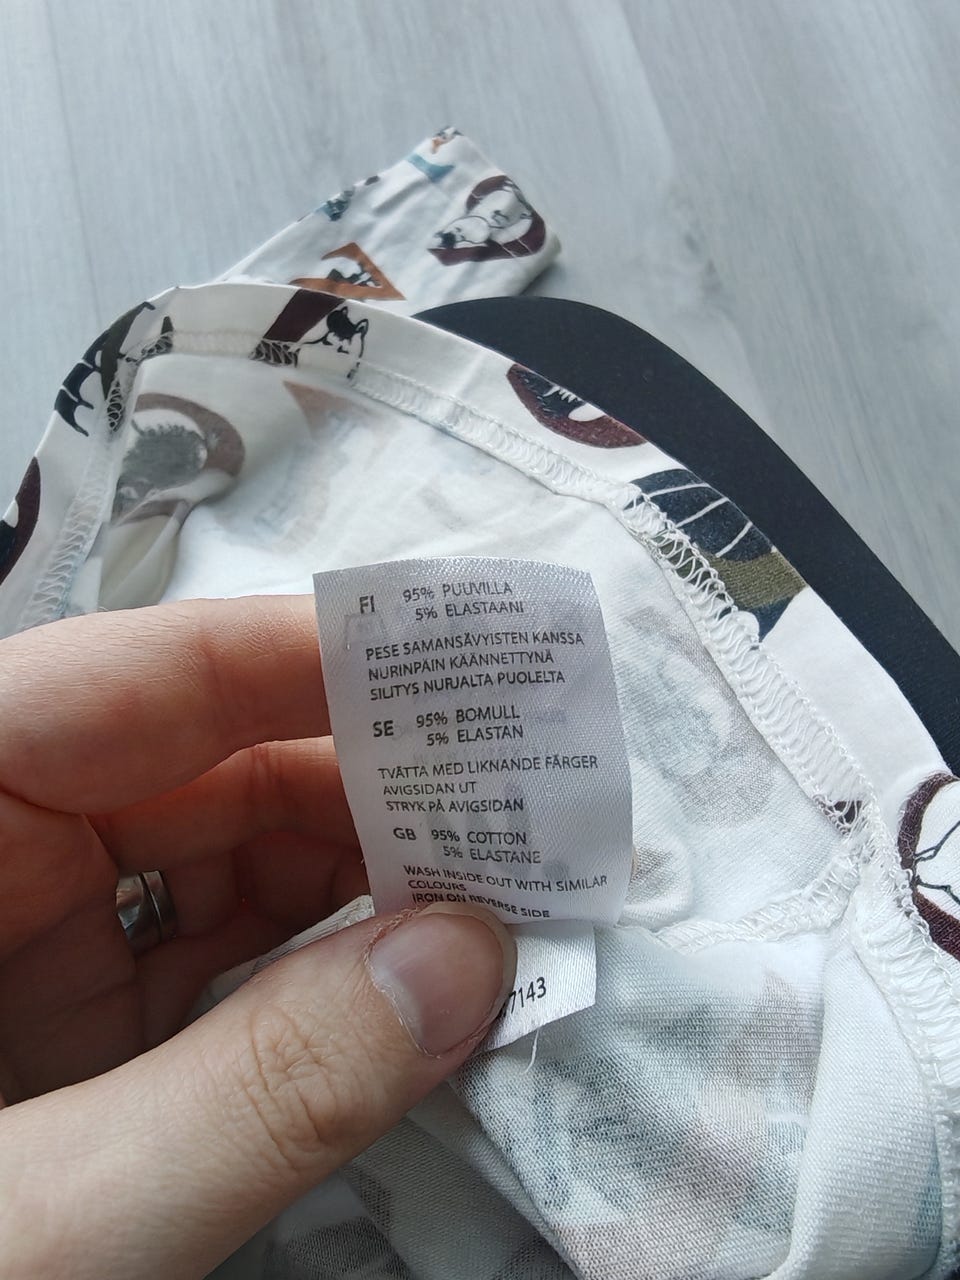 FI 95% PUUVILLA
5% ELASTAANI
PESE SAMANSÄVYISTEN KANSSA
NURINPÄIN KÄÄNNETTYNÄ
SILITYS NURJALTA PUOLELTA
SE 95% BOMULL
5% ELASTAN
TVÄTTA MED LIKNANDE FÄRGER
AVIGSIDAN UT
STRYK PÅ AVIGSIDAN
GB 95% COTTON
5% ELASTANE
WASH INSIDE OUT WITH SIMILAR
COLOURS
IRON ON REVERSE SIDE
7143